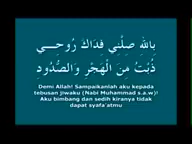 بِاللهِ صِلْنِي فِدَاكَ رُوحِي
ذُبْتُ مِنَ الْهَجْرِ وَالصُّدُودِ
Demi Allah! Sampaikanlah aku kepada
tebusan jiwaku (Nabi Muhammad s.a.w)!
Aku bimbang dan sedih kiranya tidak
dapat syafa'atmu